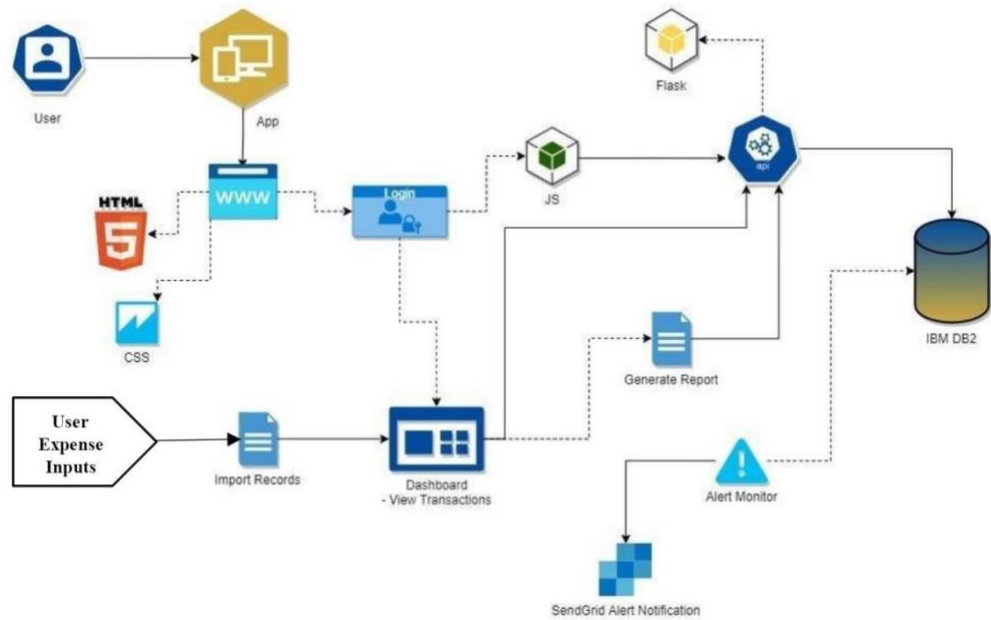 User
App
Flask
api
HTML
5
WWW
Login
JS
CSS
IBM DB2
Generate Report
User
Expense
Inputs
Import Records
Dashboard
- View Transactions
Alert Monitor
SendGrid Alert Notification